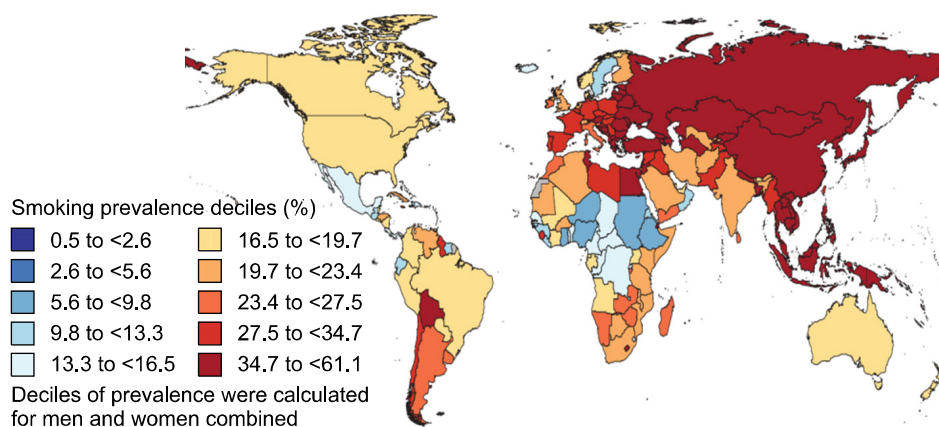 Smoking prevalence deciles (%)
0.5 to <2.6
2.6 to <5.6
5.6 to <9.8
9.8 to <13.3
13.3 to <16.5
16.5 to <19.7
19.7 to <23.4
23.4 to <27.5
27.5 to <34.7
34.7 to <61.1
Deciles of prevalence were calculated
for men and women combined